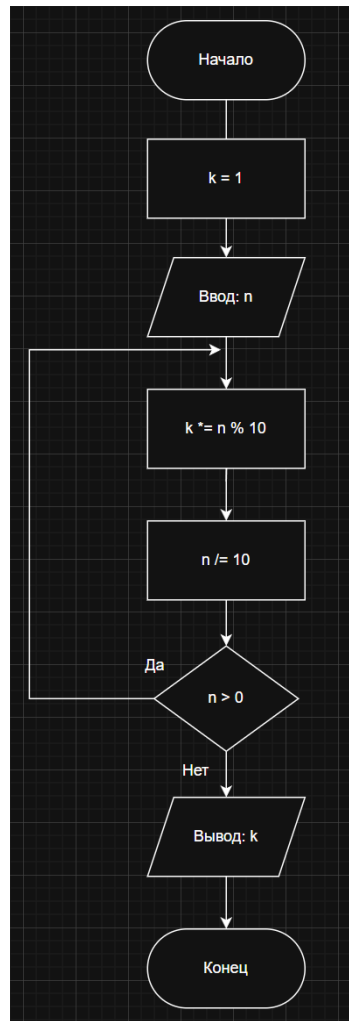 Начало
k = 1
Ввод: n
k *= n % 10
n /= 10
Да
n > 0
Нет
Вывод: k
Конец